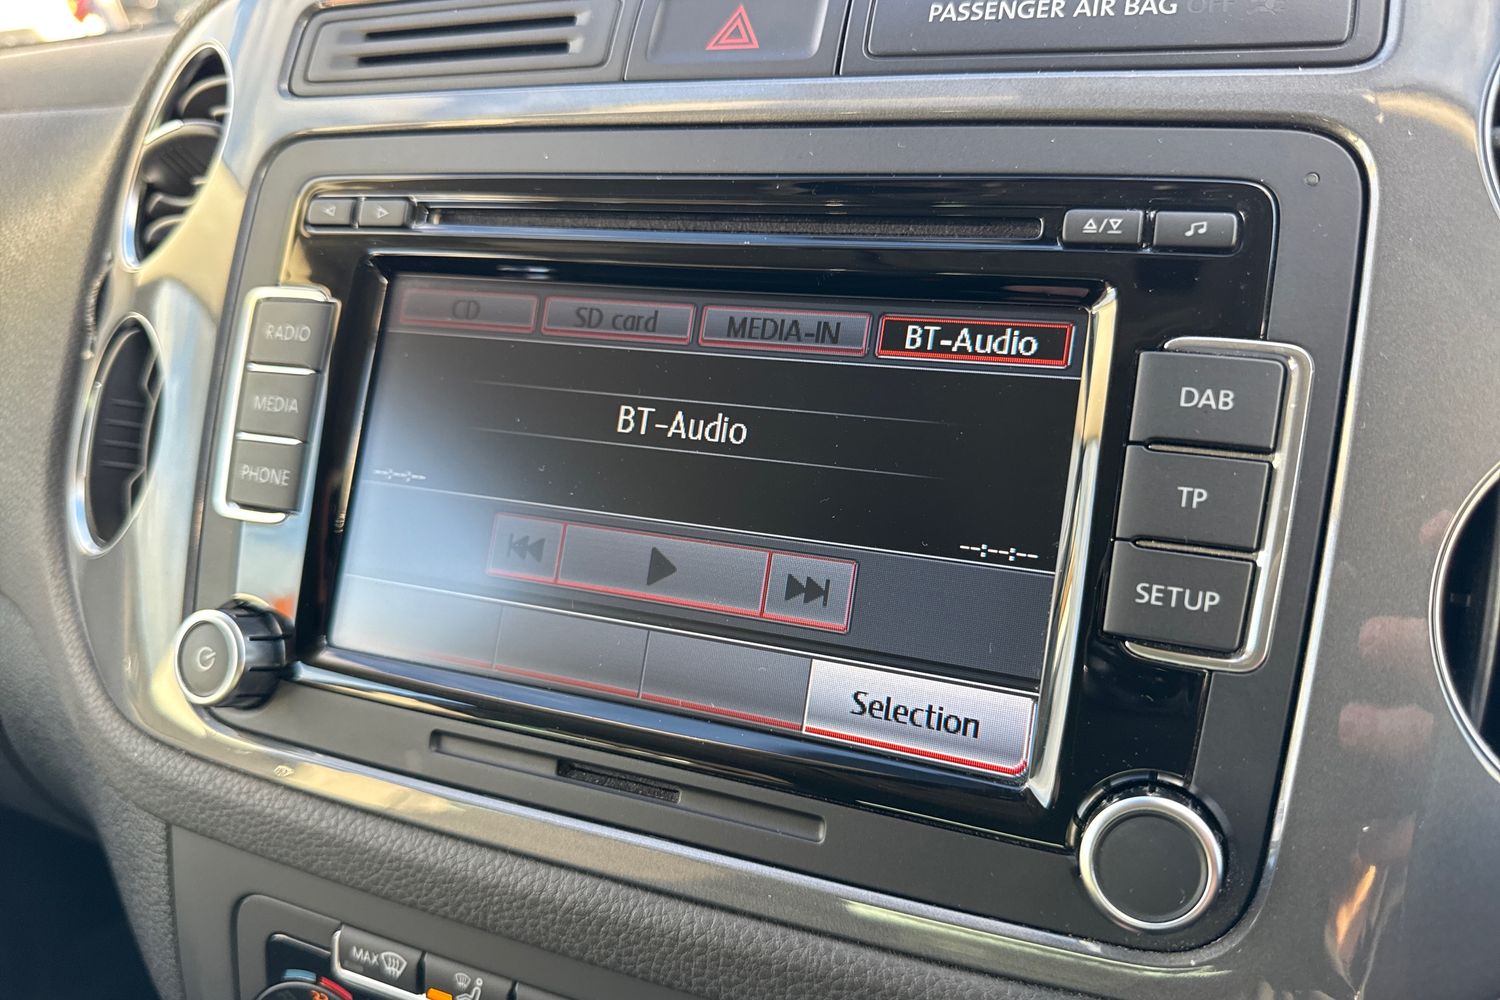 PASSENGER AIR BAG OFF
CD
SD card
MEDIA-IN
BT-Audio
RADIO
MEDIA
PHONE
BT-Audio
--:--:--
--:--:--
DAB
TP
SETUP
Selection
MAX